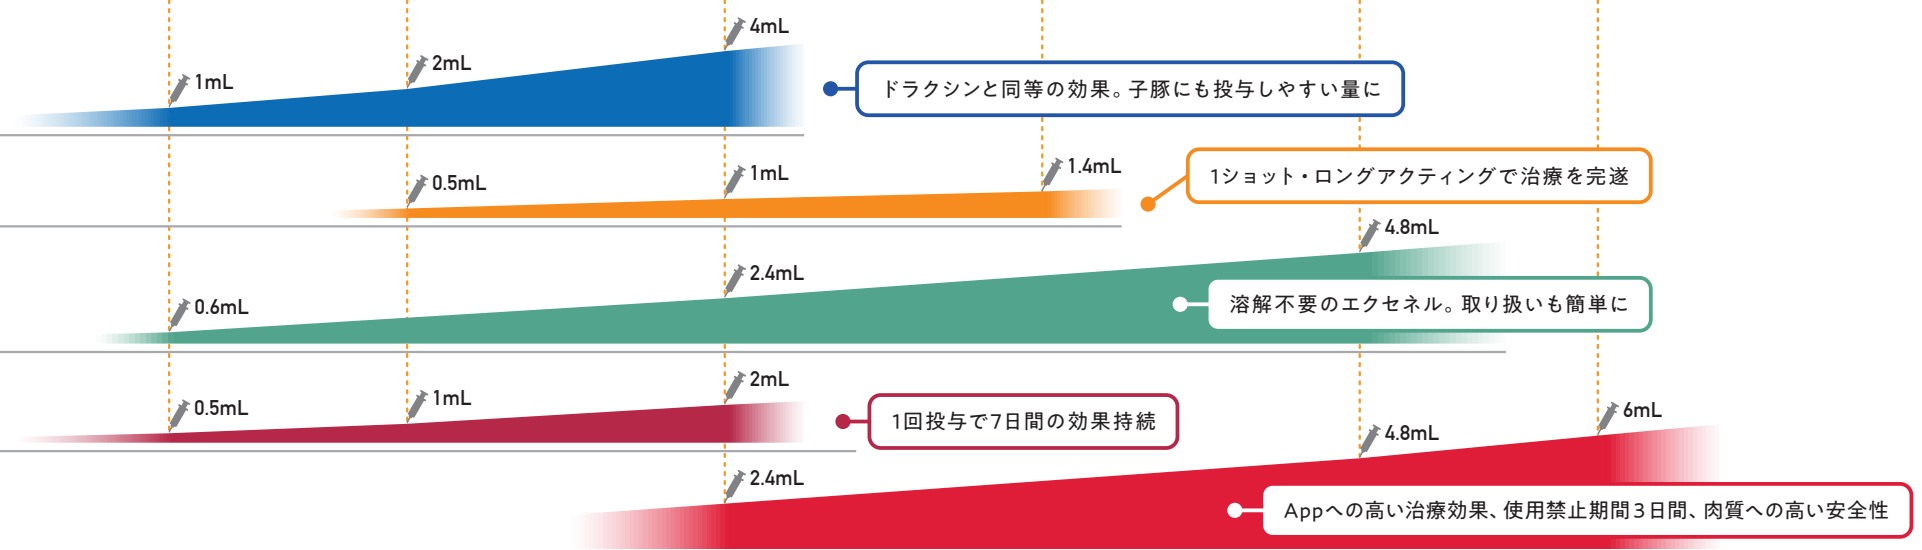 1mL
2mL
4mL
ドラクシンと同等の効果。子豚にも投与しやすい量に
0.5mL
1mL
1.4mL
1ショット・ロングアクティングで治療を完遂
0.6mL
2.4mL
4.8mL
溶解不要のエクセネル。取り扱いも簡単に
0.5mL
1mL
2mL
1回投与で7日間の効果持続
2.4mL
4.8mL
6mL
Appへの高い治療効果、使用禁止期間3日間、肉質への高い安全性